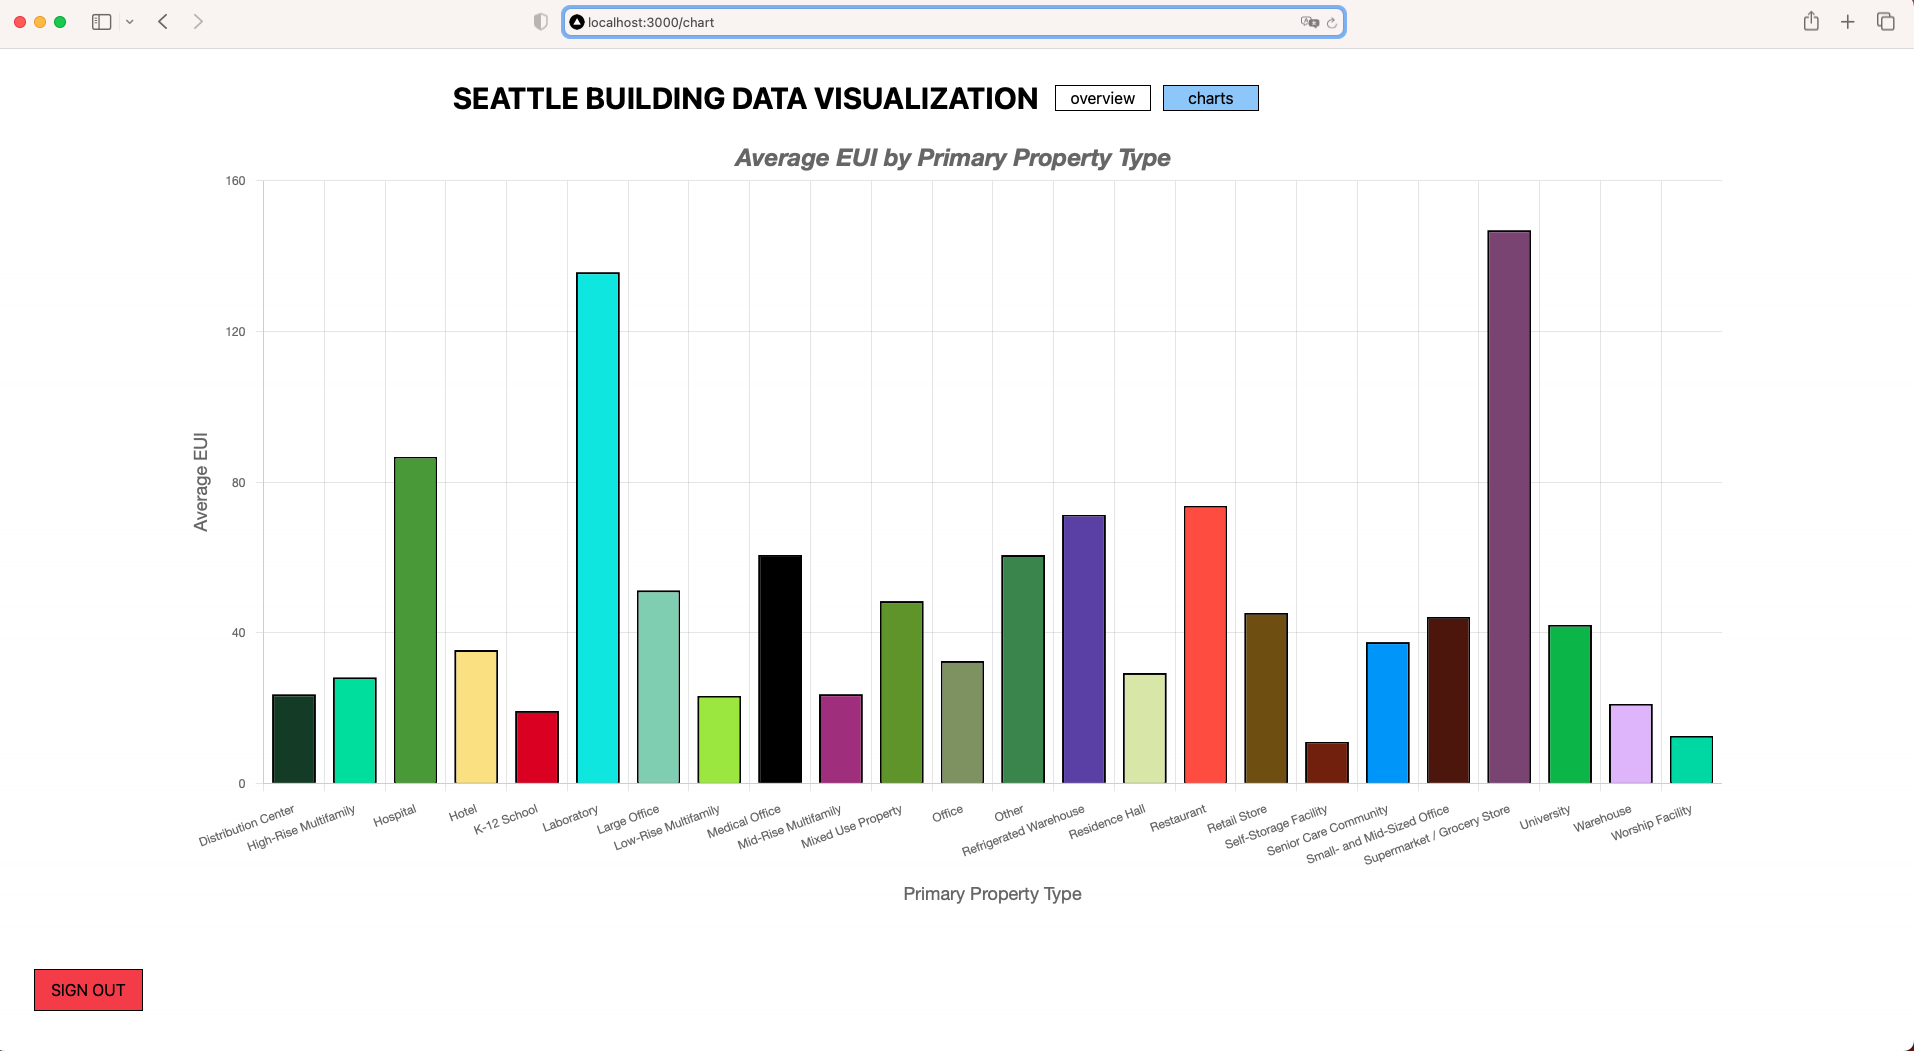 localhost:3000/chart
SEATTLE BUILDING DATA VISUALIZATION
overview
charts
Average EUI by Primary Property Type
160
120
80
40
0
Average EUI
Distribution Center
High-Rise Multifamily
Hospital
Hotel
K-12 School
Laboratory
Large Office
Low-Rise Multifamily
Medical Office
Mid-Rise Multifamily
Mixed Use Property
Office
Other
Refrigerated Warehouse
Residence Hall
Restaurant
Retail Store
Self-Storage Facility
Senior Care Community
Small- and Mid-Sized Office
Supermarket / Grocery Store
University
Warehouse
Worship Facility
Primary Property Type
SIGN OUT